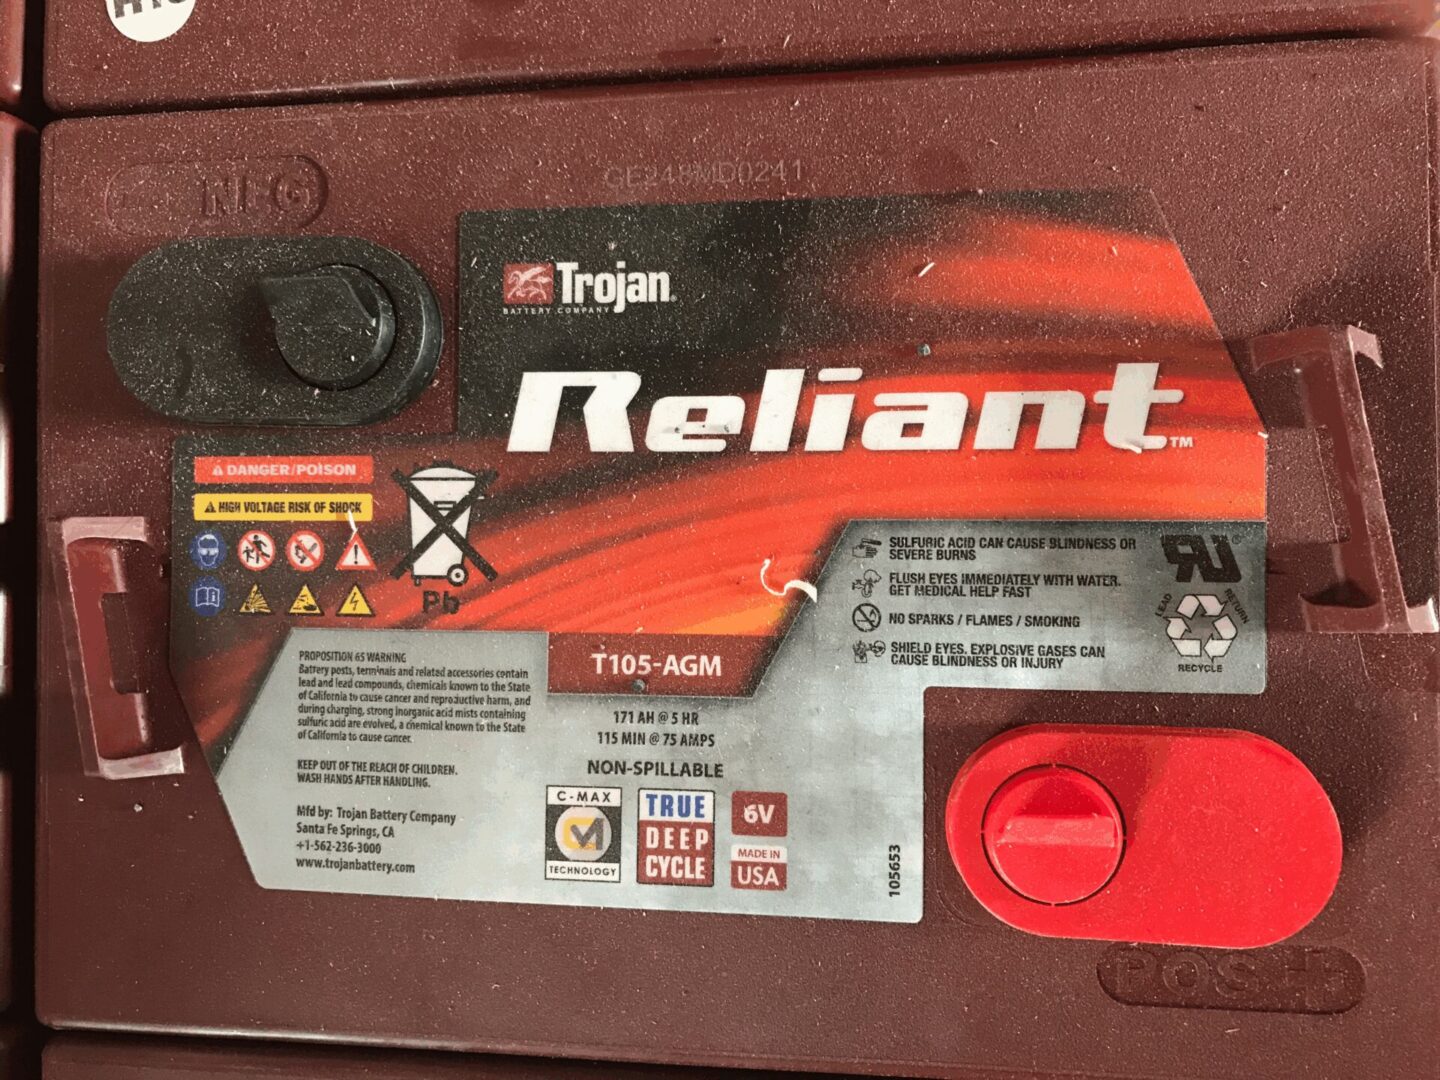 NEG
CE248MD0241
Trojan®
BATTERY COMPANY
Reliant™
DANGER/POISON
HIGH VOLTAGE RISK OF SHOCK
Pb
SULFURIC ACID CAN CAUSE BLINDNESS OR
SEVERE BURNS
FLUSH EYES IMMEDIATELY WITH WATER.
GET MEDICAL HELP FAST
NO SPARKS / FLAMES / SMOKING
SHIELD EYES. EXPLOSIVE GASES CAN
CAUSE BLINDNESS OR INJURY
LEAD
RETURN
RECYCLE
PROPOSITION 65 WARNING
Battery posts, terminals and related accessories contain
lead and lead compounds, chemicals known to the State
of California to cause cancer and reproductive harm, and
during charging, strong inorganic acid mists containing
sulfuric acid are evolved, a chemical known to the State
of California to cause cancer.
KEEP OUT OF THE REACH OF CHILDREN.
WASH HANDS AFTER HANDLING.
Mfd by: Trojan Battery Company
Santa Fe Springs, CA
+1-562-236-3000
www.trojanbattery.com
T105-AGM
171 AH @ 5 HR
115 MIN @ 75 AMPS
NON-SPILLABLE
C-MAX
TECHNOLOGY
TRUE
DEEP
CYCLE
6V
MADE IN
USA
105653
POS +